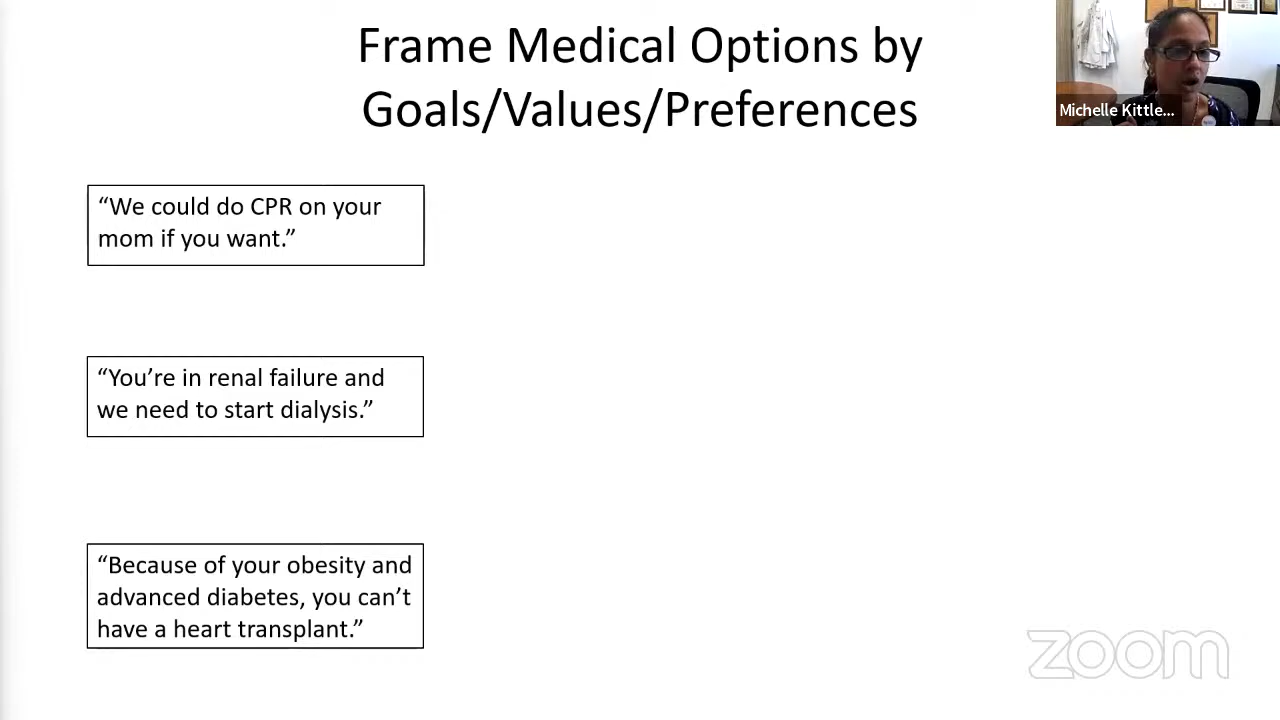 Frame Medical Options by
Goals/Values/Preferences
Michelle Kittle...
“We could do CPR on your
mom if you want.”
“You’re in renal failure and
we need to start dialysis.”
“Because of your obesity and
advanced diabetes, you can’t
have a heart transplant.”
zoom